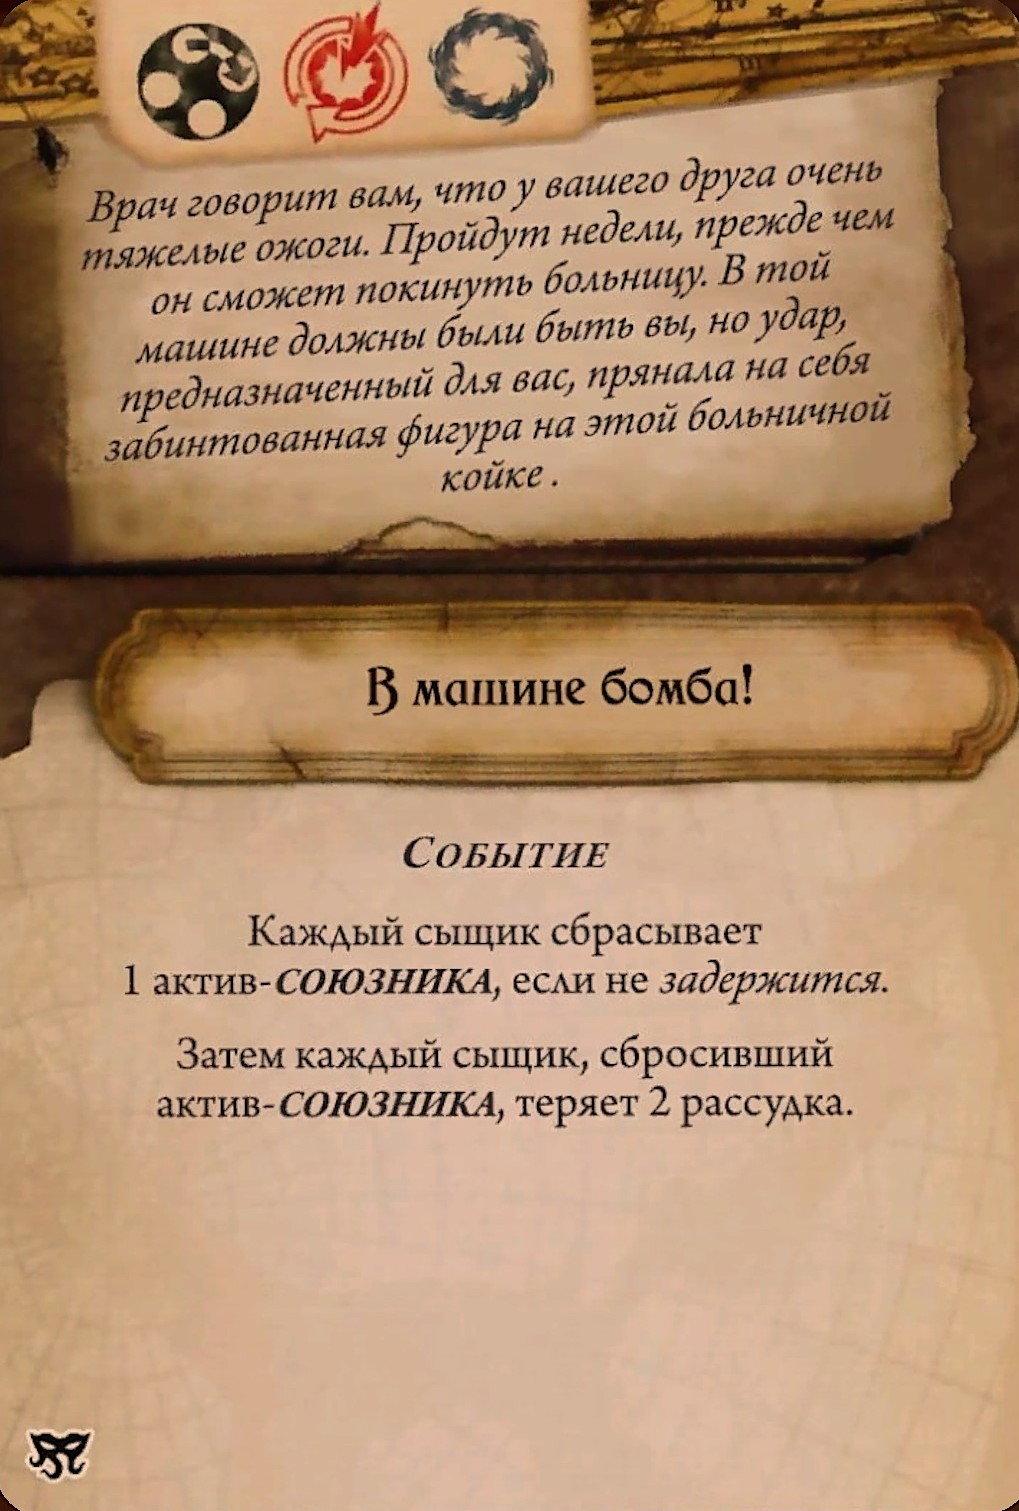 Врач говорит вам, что у вашего друга очень
тяжелые ожоги. Пройдут недели, прежде чем
он сможет покинуть больницу. В той
машине должны были быть вы, но удар,
предназначенный для вас, прянала на себя
забинтованная фигура на этой больничной
койке .
В машине бомба!
СОБЫТИЕ
Каждый сыщик сбрасывает
1 актив-СОЮЗНИКА, если не задержится.
Затем каждый сыщик, сбросивший
актив-СОЮЗНИКА, теряет 2 рассудка.